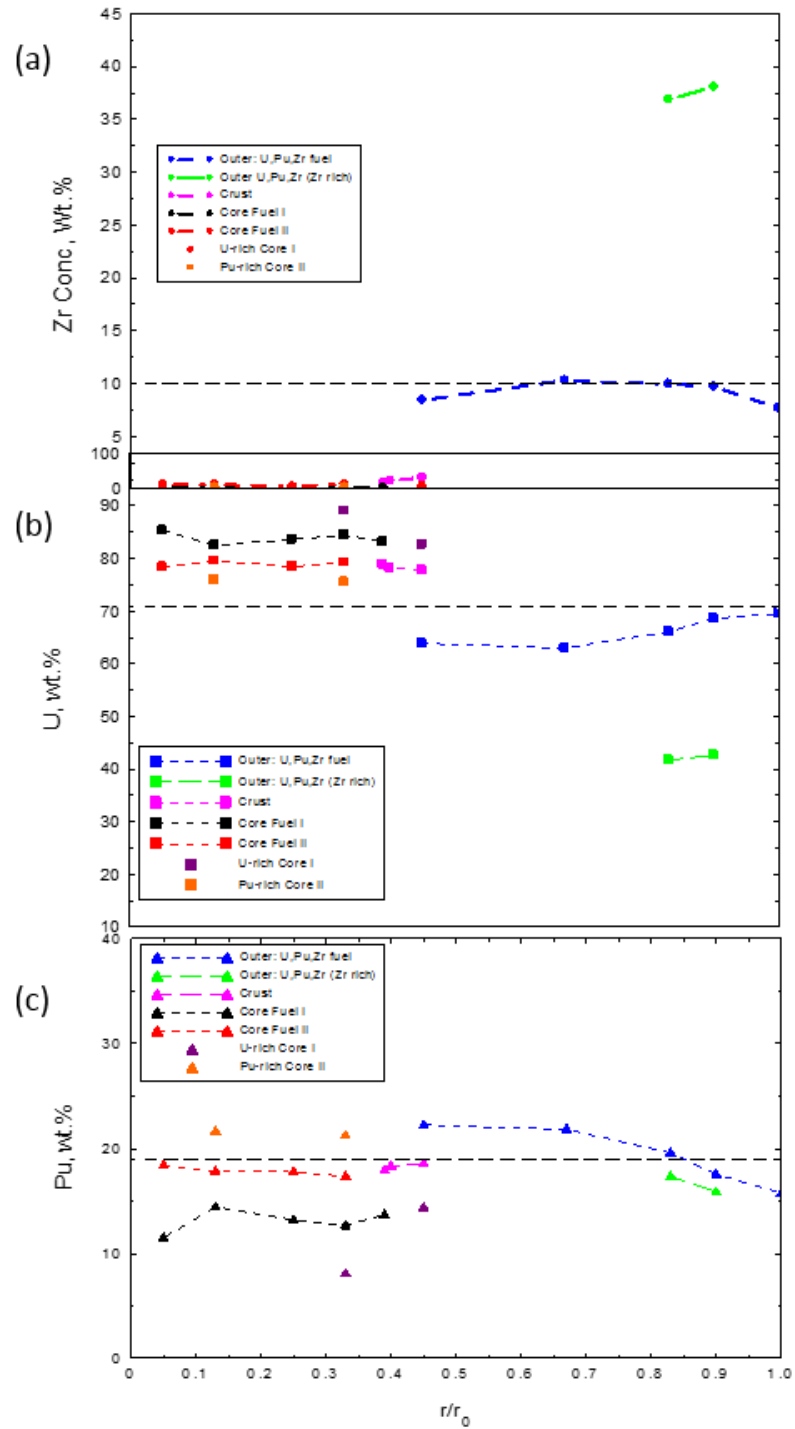 (a)
45
40
35
30
25
20
15
10
5
Zr Conc, Wt.%
Outer: U,Pu,Zr fuel
Outer U,Pu,Zr (Zr rich)
Crust
Core Fuel I
Core Fuel II
U-rich Core I
Pu-rich Core II
100
0
(b)
90
80
70
60
50
40
30
20
10
U, wt.%
Outer: U,Pu,Zr fuel
Outer: U,Pu,Zr (Zr rich)
Crust
Core Fuel I
Core Fuel II
U-rich Core I
Pu-rich Core II
(c)
40
30
20
10
0
Pu, wt.%
Outer: U,Pu,Zr fuel
Outer: U,Pu,Zr (Zr rich)
Crust
Core Fuel I
Core Fuel II
U-rich Core I
Pu-rich Core II
0 0.1 0.2 0.3 0.4 0.5 0.6 0.7 0.8 0.9 1.0
r/r0